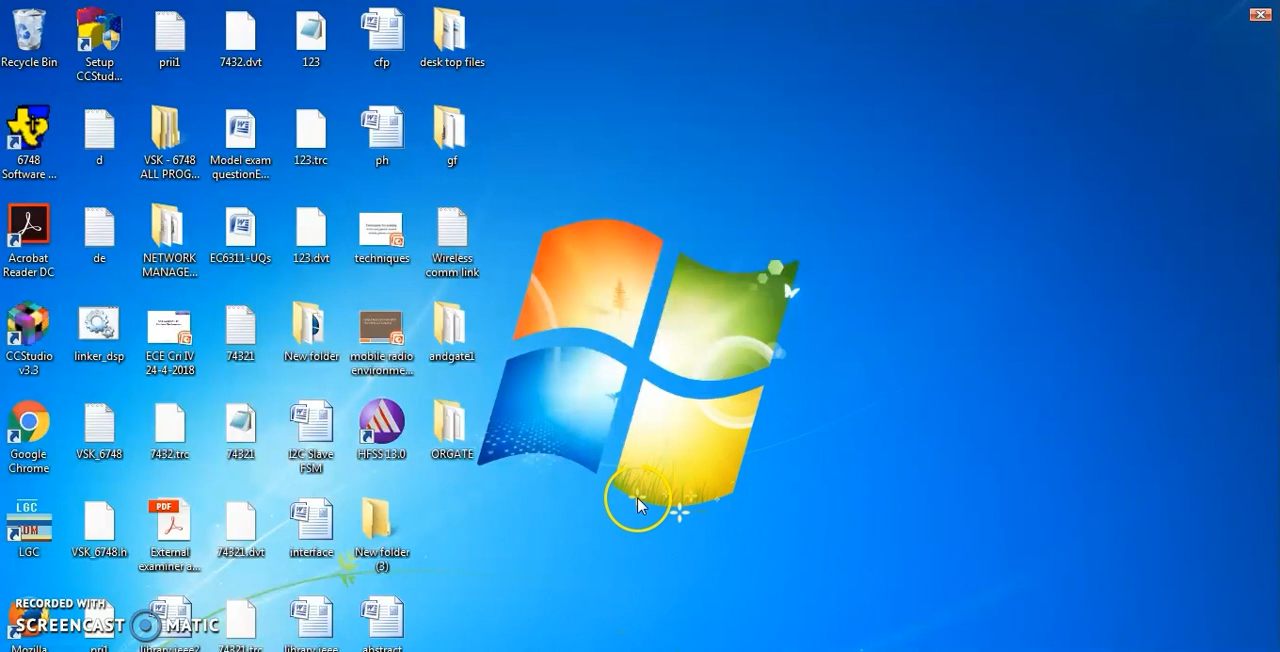 Recycle Bin
Setup CCStud...
prii1
7432.dvt
123
cfp
desk top files
6748 Software ...
d
VSK - 6748 ALL PROG...
Model exam questionE...
123.trc
ph
gf
Acrobat Reader DC
de
NETWORK MANAGE...
EC6311-UQs
123.dvt
techniques
Wireless comm link
CCStudio v3.3
linker_dsp
ECE Cri IV 24-4-2018
74321
New folder
mobile radio environme...
andgate1
Google Chrome
VSK_6748
7432.trc
74321
I2C Slave FSM
HFSS 13.0
ORGATE
LGC
LGC
VSK_6748.h
PDF
External examiner a...
74321.dvt
interface
New folder (3)
RECORDED WITH
SCREENCAST MATIC
Mozilla
pri1
library ieee2
74321.trc
library ieee
abstract